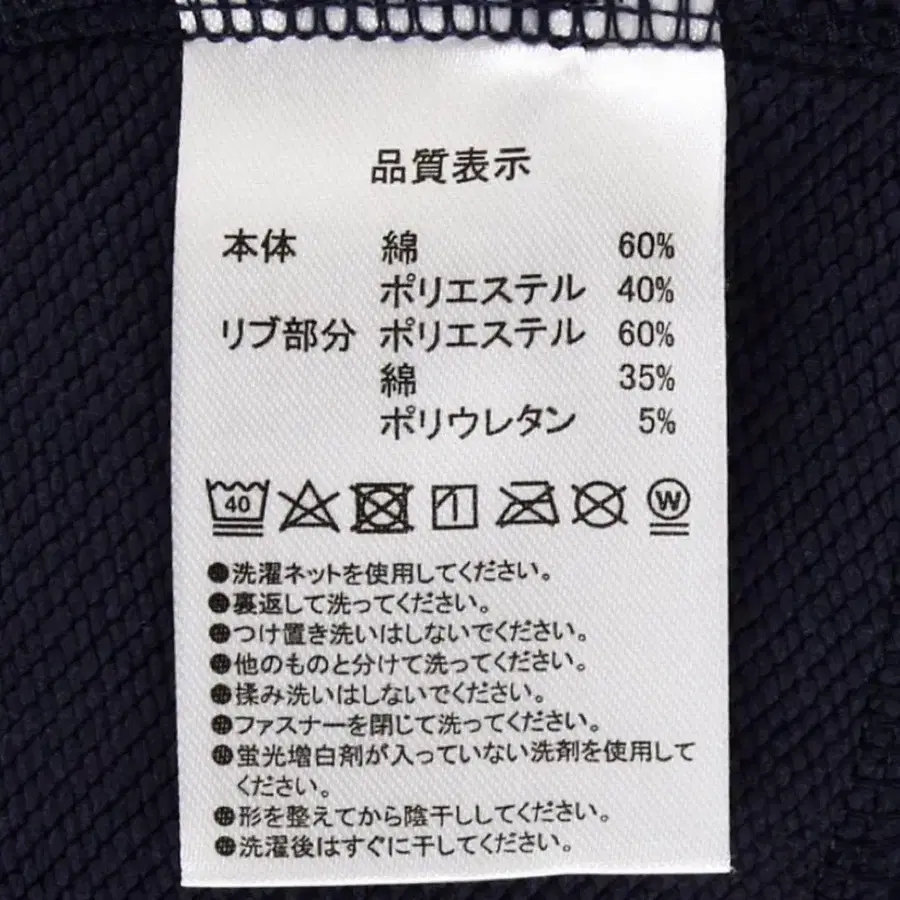 品質表示
本体 綿 60%
ポリエステル 40%
リブ部分 ポリエステル 60%
綿 35%
ポリウレタン 5%
40 W
●洗濯ネットを使用してください。
●裏返して洗ってください。
●つけ置き洗いはしないでください。
●他のものと分けて洗ってください。
●揉み洗いはしないでください。
●ファスナーを閉じて洗ってください。
●蛍光増白剤が入っていない洗剤を使用して
ください。
●形を整えてから陰干ししてください。
●洗濯後はすぐに干してください。